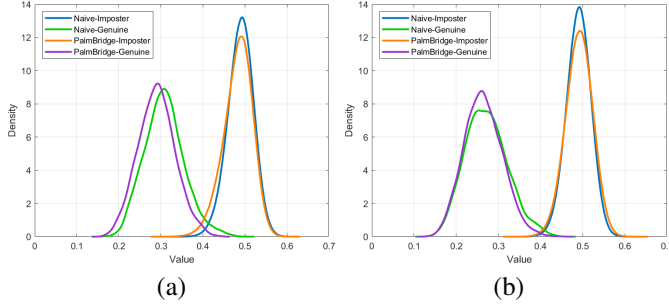 14
12
10
8
6
4
2
0
Density
Naive-Imposter
Naive-Genuine
PalmBridge-Imposter
PalmBridge-Genuine
0 0.1 0.2 0.3 0.4 0.5 0.6 0.7
Value
(a)
14
12
10
8
6
4
2
0
Density
Naive-Imposter
Naive-Genuine
PalmBridge-Imposter
PalmBridge-Genuine
0 0.1 0.2 0.3 0.4 0.5 0.6
Value
(b)